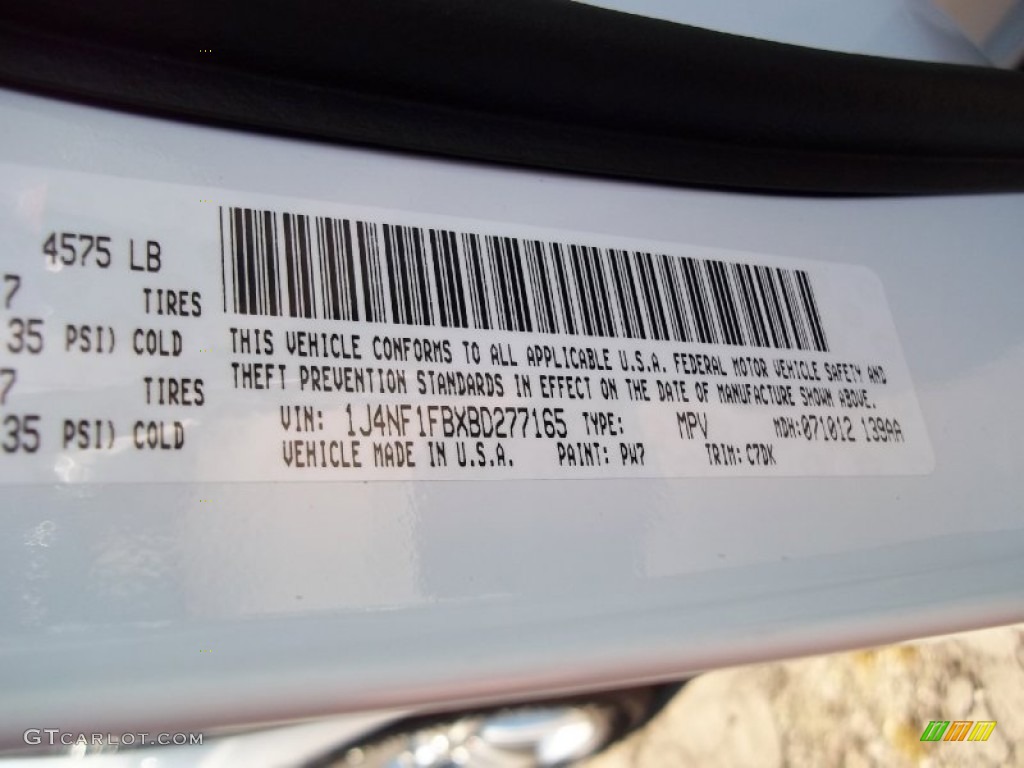 4575 LB
7 TIRES
35 PSI) COLD
7 TIRES
35 PSI) COLD
THIS VEHICLE CONFORMS TO ALL APPLICABLE U.S.A. FEDERAL MOTOR VEHICLE SAFETY AND
THEFT PREVENTION STANDARDS IN EFFECT ON THE DATE OF MANUFACTURE SHOWN ABOVE.
VIN: 1J4NF1FBXBD277165 TYPE: MPV MDH:071012 139AA
VEHICLE MADE IN U.S.A. PAINT: PW7 TRIM: C7DK
GTCARLOT.COM